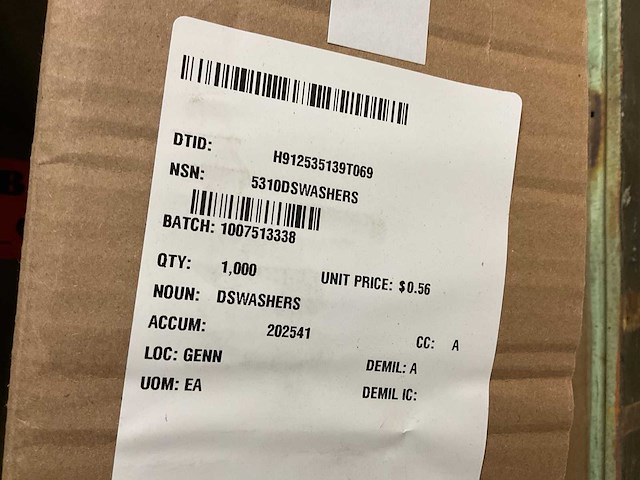 DTID: H912535139T069
NSN: 5310DSWASHERS
BATCH: 1007513338
QTY: 1,000 UNIT PRICE: $0.56
NOUN: DSWASHERS
ACCUM: 202541 CC: A
LOC: GENN DEMIL: A
UOM: EA DEMIL IC: